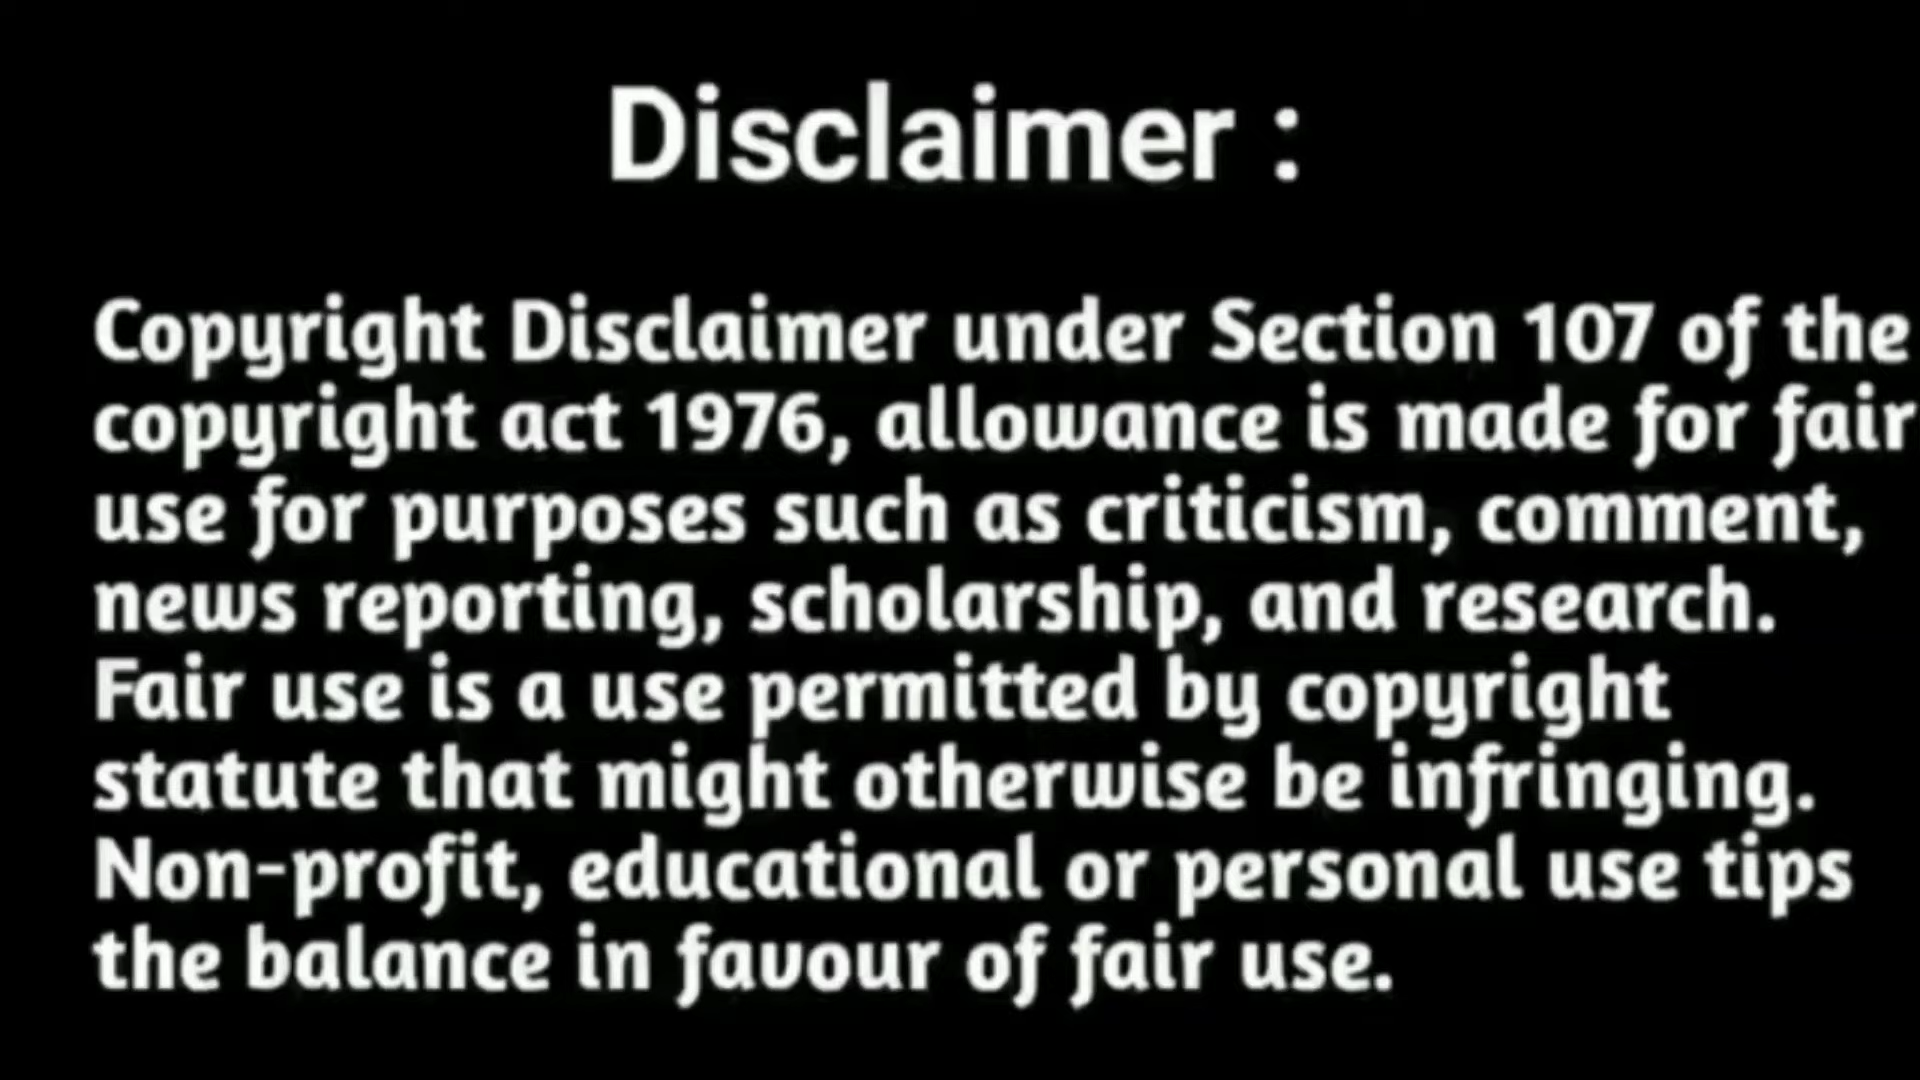 Disclaimer :
Copyright Disclaimer under Section 107 of the
copyright act 1976, allowance is made for fair
use for purposes such as criticism, comment,
news reporting, scholarship, and research.
Fair use is a use permitted by copyright
statute that might otherwise be infringing.
Non-profit, educational or personal use tips
the balance in favour of fair use.